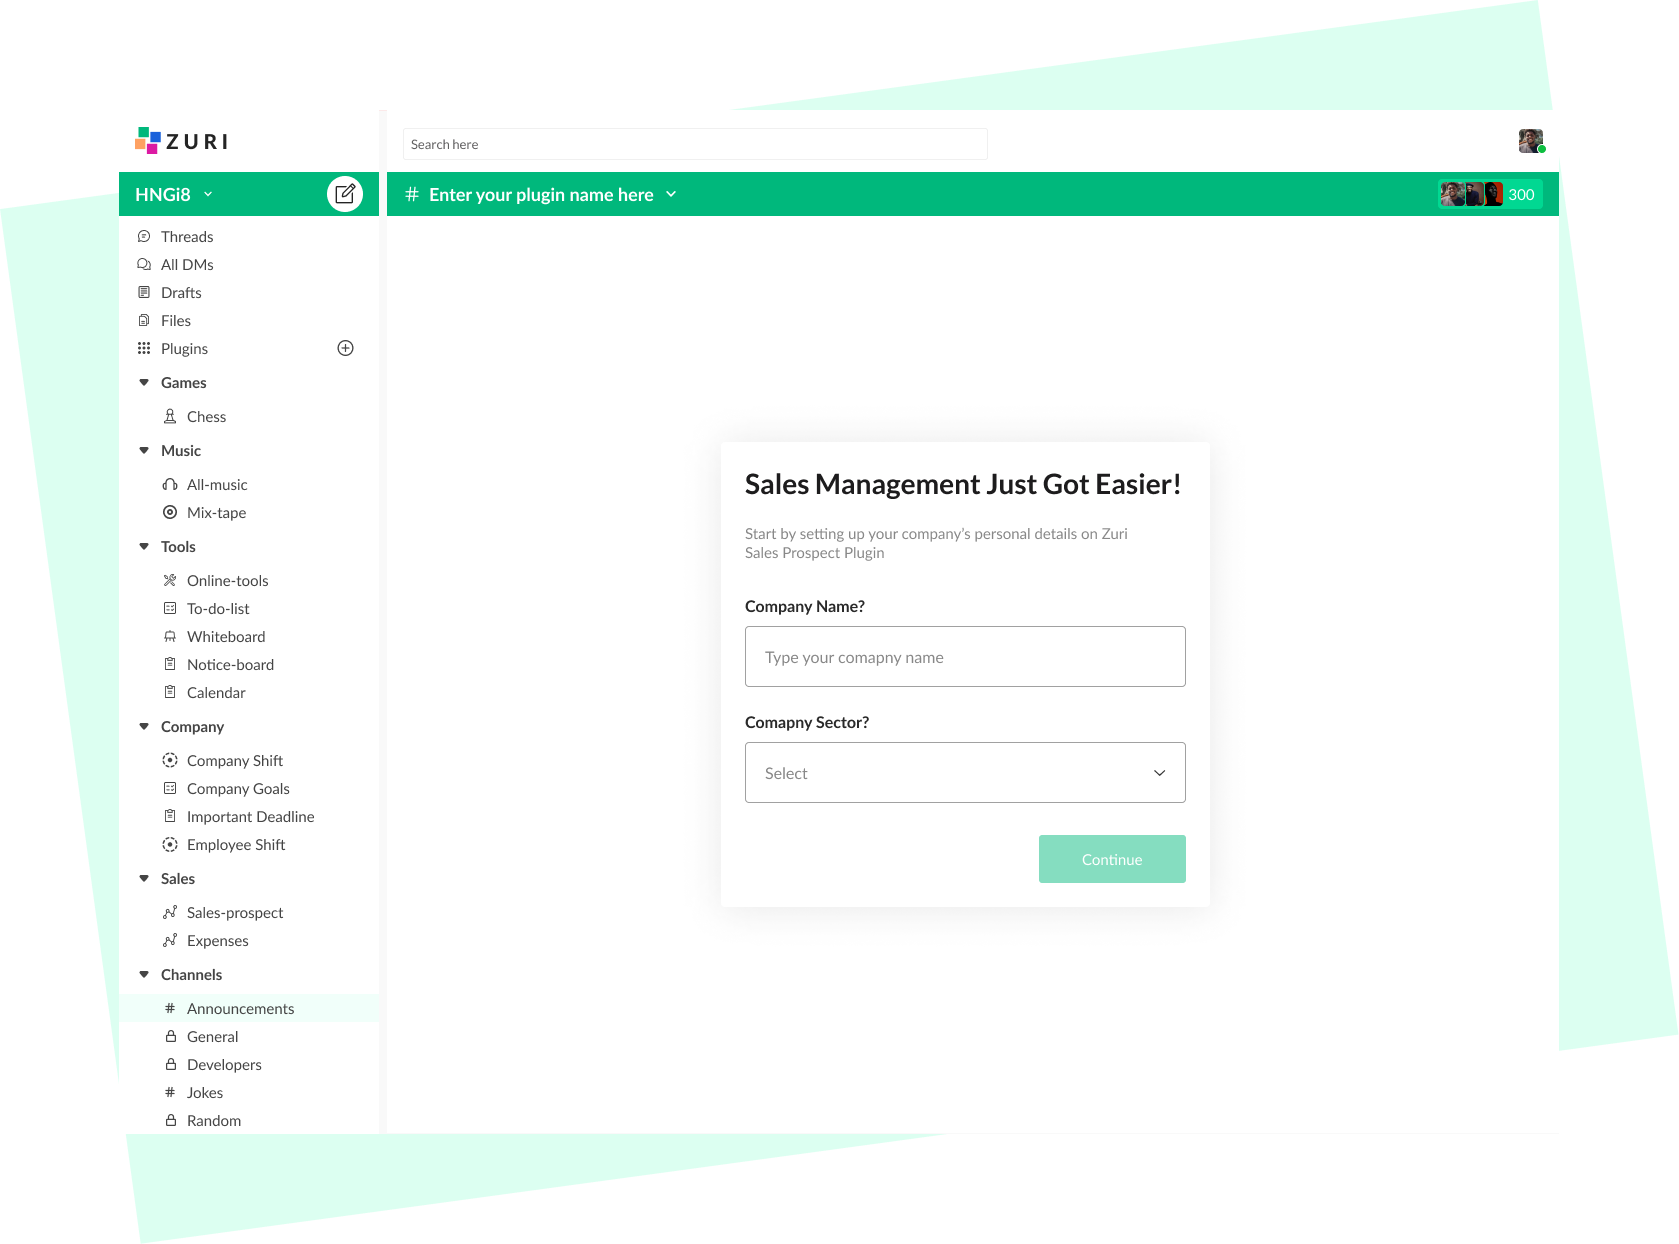 ZURI
Search here
HNGi8
# Enter your plugin name here
300
Threads
All DMs
Drafts
Files
Plugins
Games
Chess
Music
All-music
Mix-tape
Tools
Online-tools
To-do-list
Whiteboard
Notice-board
Calendar
Company
Company Shift
Company Goals
Important Deadline
Employee Shift
Sales
Sales-prospect
Expenses
Channels
# Announcements
General
Developers
# Jokes
Random
Sales Management Just Got Easier!
Start by setting up your company’s personal details on Zuri
Sales Prospect Plugin
Company Name?
Type your comapny name
Comapny Sector?
Select
Continue